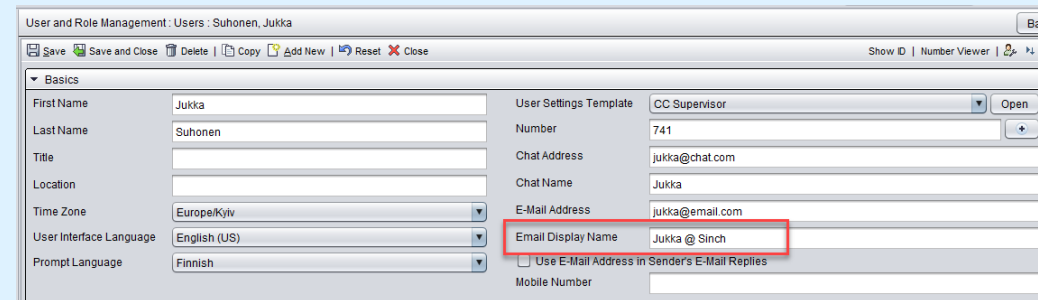 User and Role Management : Users : Suhonen, Jukka
Ba
Save Save and Close Delete | Copy Add New | Reset Close Show ID | Number Viewer |
Basics
First Name Jukka User Settings Template CC Supervisor Open
Last Name Suhonen Number 741
Title Chat Address jukka@chat.com
Location Chat Name Jukka
Time Zone Europe/Kyiv E-Mail Address jukka@email.com
User Interface Language English (US) Email Display Name Jukka @ Sinch
Prompt Language Finnish Use E-Mail Address in Sender's E-Mail Replies
Mobile Number